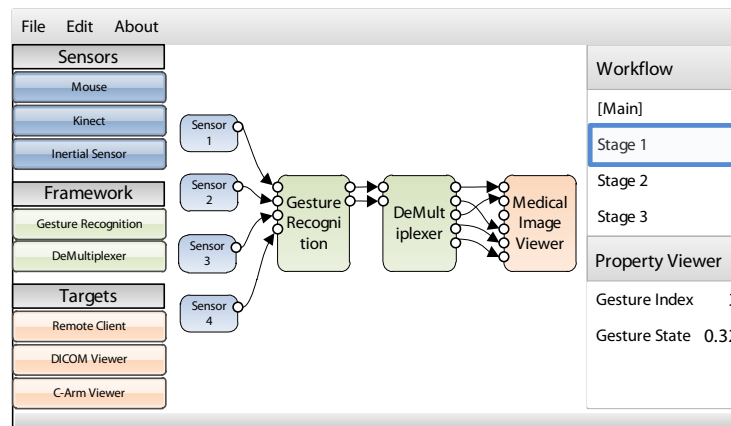 File Edit About
Sensors
Mouse
Kinect
Inertial Sensor
Framework
Gesture Recognition
DeMultiplexer
Targets
Remote Client
DICOM Viewer
C-Arm Viewer
Sensor
1
Sensor
2
Sensor
3
Sensor
4
Gesture
Recogni
tion
DeMult
iplexer
Medical
Image
Viewer
Workflow
[Main]
Stage 1
Stage 2
Stage 3
Property Viewer
Gesture Index
Gesture State 0.32